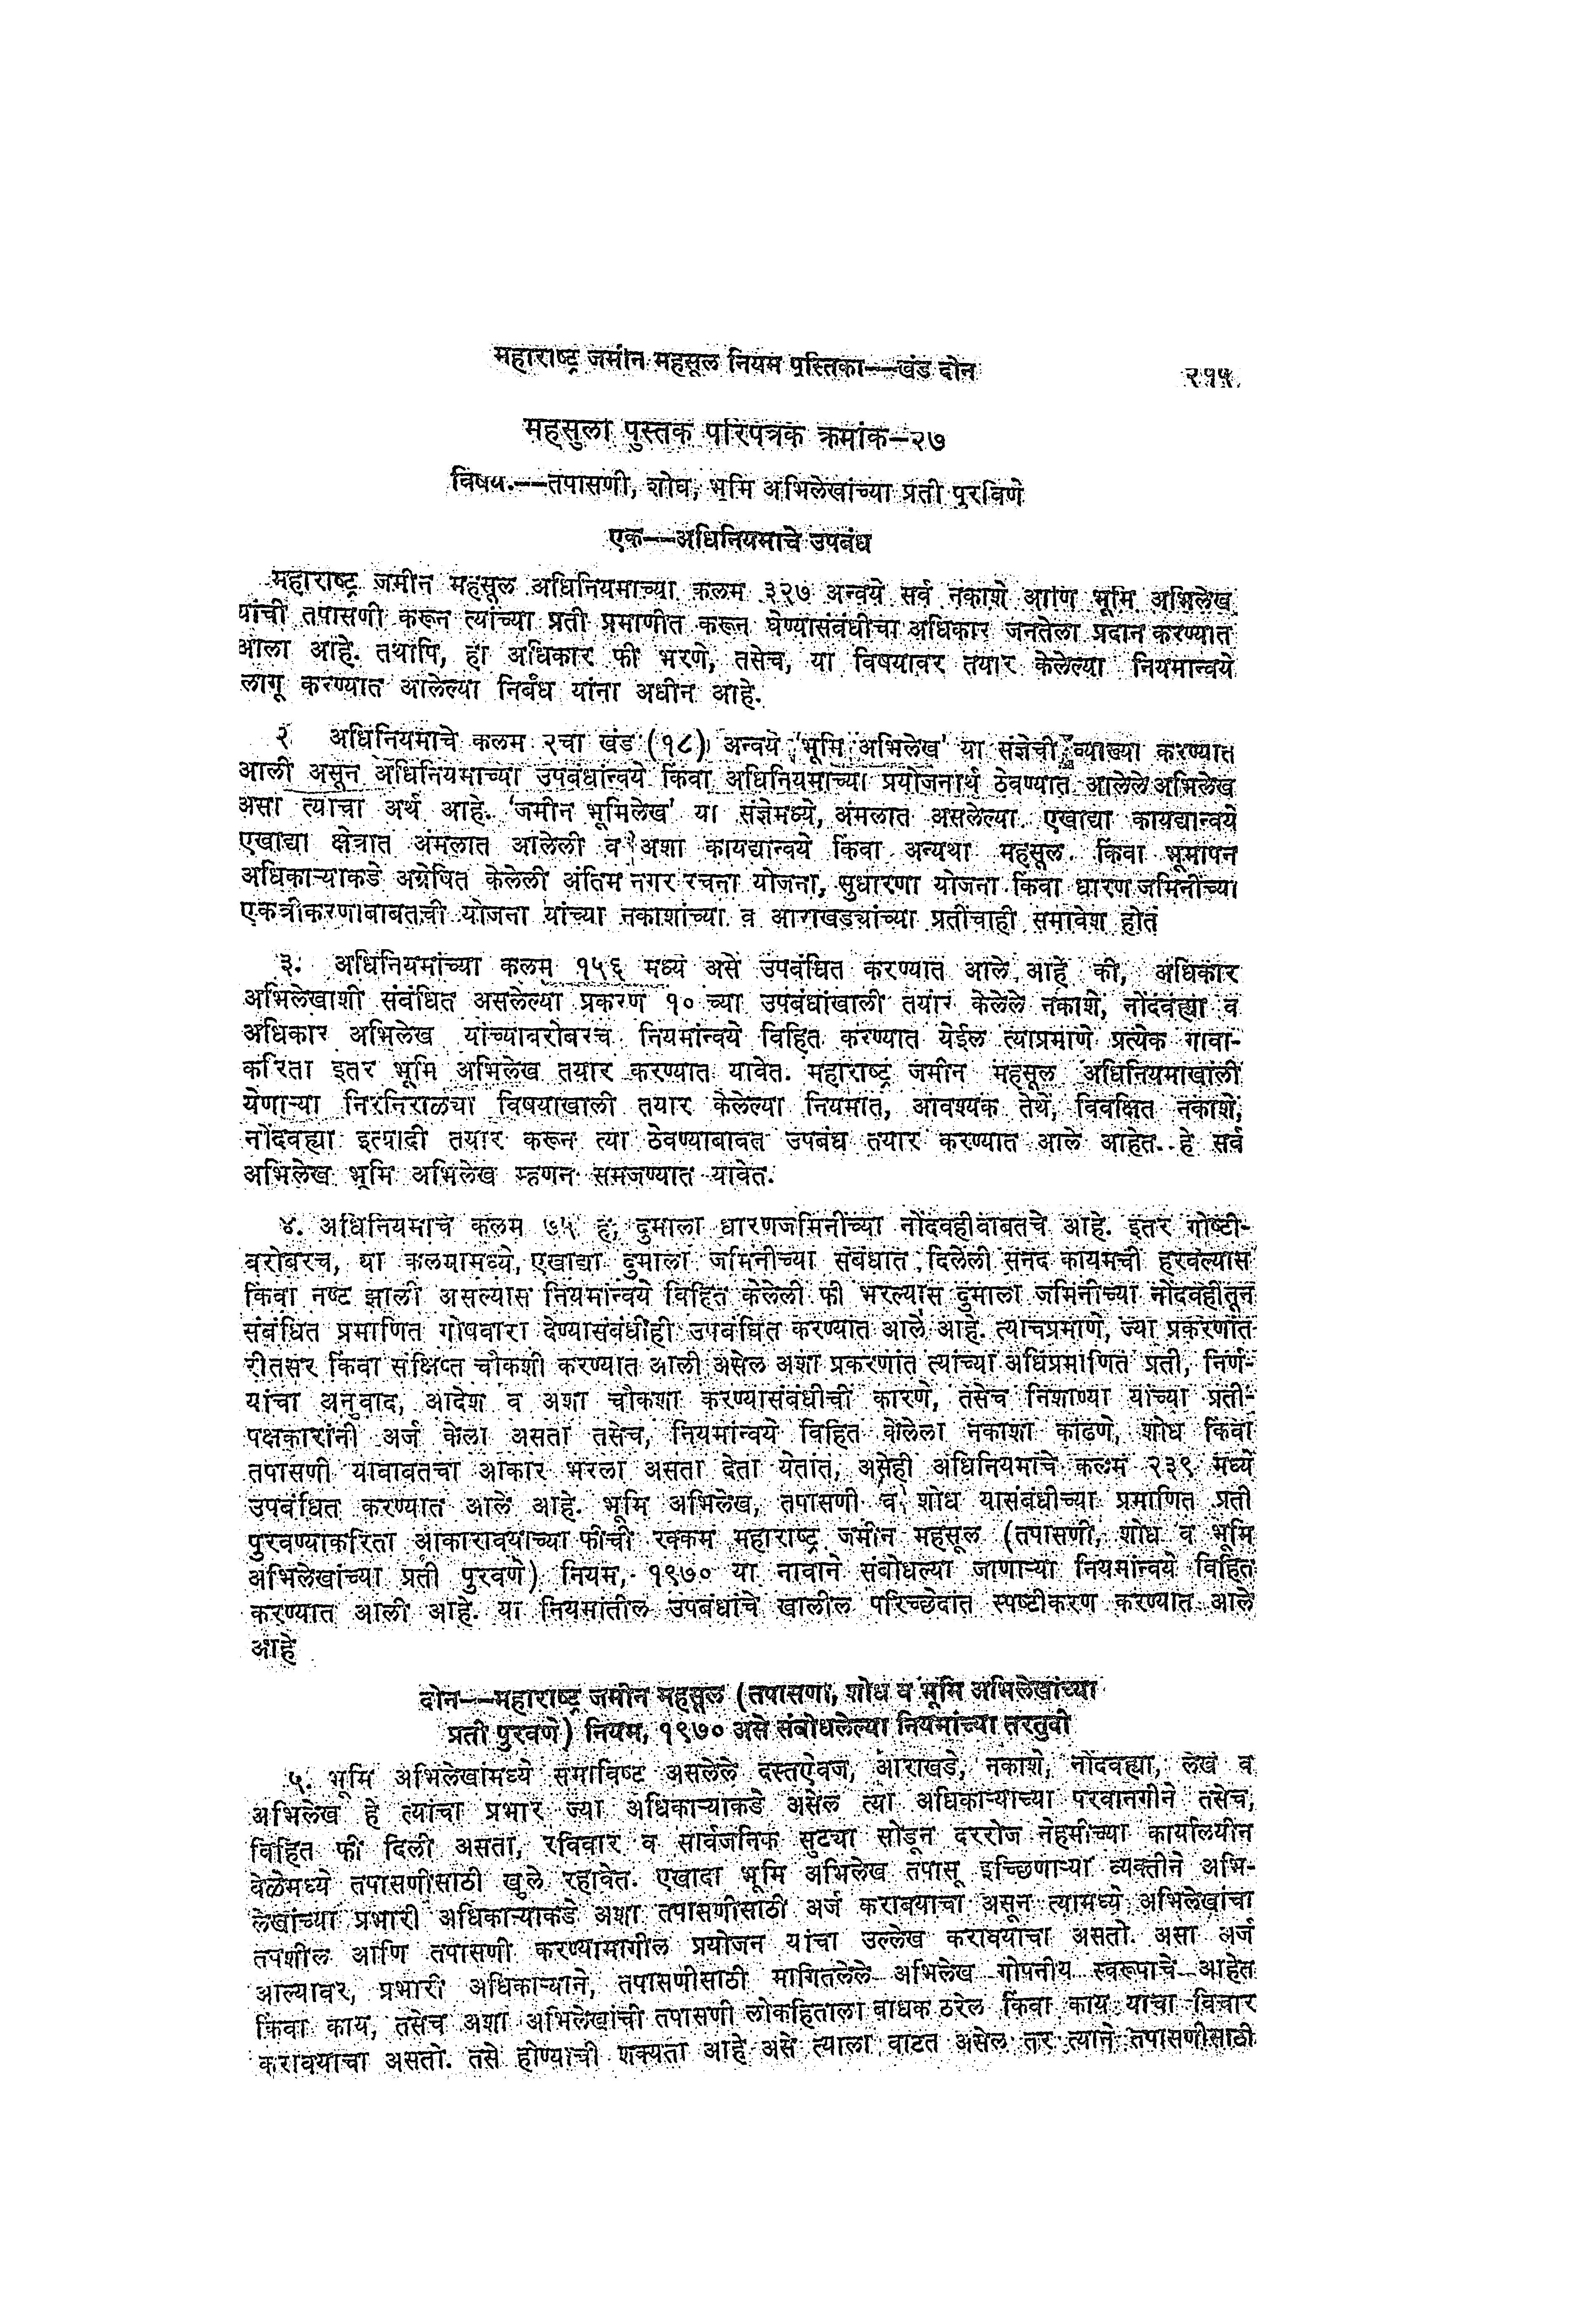 महाराष्ट्र जमीन महसूल नियम पुस्तिका--खंड दोन
२१५
महसुली पुस्तक परिपत्रक क्रमांक-२७
विषय.--तपासणी, शोध, भूमि अभिलेखांच्या प्रती पुरविणे
एक--अधिनियमाचे उपबंध
महाराष्ट्र जमीन महसूल अधिनियमाच्या कलम ३२७ अन्वये सर्व नकाशे आणि भूमि अभिलेख
यांची तपासणी करून त्यांच्या प्रती प्रमाणीत करून घेण्यासंबंधीचा अधिकार जनतेला प्रदान करण्यात
आला आहे. तथापि, हा अधिकार फी भरणे, तसेच, या विषयावर तयार केलेल्या नियमान्वये
लागू करण्यात आलेल्या निर्बंध यांना अधीन आहे.
२ अधिनियमाचे कलम २चा खंड (१८) अन्वये 'भूमि अभिलेख' या संज्ञेची व्याख्या करण्यात
आली असून अधिनियमाच्या उपबंधांन्वये किंवा अधिनियमाच्या प्रयोजनार्थ ठेवण्यात आलेले अभिलेख
असा त्याचा अर्थ आहे. 'जमीन भूमिलेख' या संज्ञेमध्ये, अंमलात असलेल्या एखाद्या कायद्यान्वये
एखाद्या क्षेत्रात अंमलात आलेली व अशा कायद्यान्वये किंवा अन्यथा महसूल किंवा भूमापन
अधिकाऱ्याकडे अग्रेषित केलेली अंतिम नगर रचना योजना, सुधारणा योजना किंवा धारण जमिनींच्या
एकत्रीकरणाबाबतची योजना यांच्या नकाशांच्या व आराखड्यांच्या प्रतींचाही समावेश होतं
३. अधिनियमांच्या कलम १५६ मध्यं असे उपबंधित करण्यात आले आहे की, अधिकार
अभिलेखाशी संबंधित असलेल्या प्रकरण १० च्या उपबंधांखाली तयार केलेले नकाशे, नोंदवह्या व
अधिकार अभिलेख यांच्याबरोबरच नियमांन्वये विहित करण्यात येईल त्याप्रमाणे प्रत्येक गावा-
करिता इतर भूमि अभिलेख तयार करण्यात यावेत. महाराष्ट्र जमीन महसूल अधिनियमाखाली
येणाऱ्या निरनिराळ्या विषयाखाली तयार केलेल्या नियमात, आवश्यक तेथे, विवक्षित नकाशे,
नोंदवह्या इत्यादी तयार करून त्या ठेवण्याबाबत उपबंध तयार करण्यात आले आहेत. हे सर्व
अभिलेख भूमि अभिलेख म्हणन समजण्यात यावेत.
४. अधिनियमाचे कलम ७५ हे, दुमाला धारणजमिनींच्या नोंदवहीबाबतचे आहे. इतर गोष्टी-
बरोबरच, या कलमामध्ये, एखाद्या दुमाला जमिनीच्या संबंधात दिलेली सनद कायमची हरवल्यास
किंवा नष्ट झाली असल्यास नियमांन्वये विहित केलेली फी भरल्यास दुमाला जमिनीच्या नोंदवहीतून
संबंधित प्रमाणित गोषवारा देण्यासंबंधीही उपबंधित करण्यात आले आहे. त्याचप्रमाणे, ज्या प्रकरणात
रीतसर किंवा संक्षिप्त चौकशी करण्यात आली असेल अशा प्रकरणांत त्यांच्या अधिप्रमाणित प्रती, निर्ण-
यांचा अनुवाद, आदेश व अशा चौकशा करण्यासंबंधीची कारणे, तसेच निशाण्या यांच्या प्रती-
पक्षकारांनी अर्ज केला असता तसेच, नियमांन्वये विहित केलेला नकाशा काढणे, शोध किंवा
तपासणी याबाबतचा आकार भरला असता देता येतात, असेही अधिनियमाचे कलम २३९ मध्ये
उपबंधित करण्यात आले आहे. भूमि अभिलेख, तपासणी व शोध यासंबंधीच्या प्रमाणित प्रती
पुरवण्याकरिता आकारावयाच्या फीची रक्कम महाराष्ट्र जमीन महसूल (तपासणी, शोध व भूमि
अभिलेखांच्या प्रती पुरवणे) नियम, १९७० या नावाने संबोधल्या जाणाऱ्या नियमांन्वये विहित
करण्यात आली आहे. या नियमांतील उपबंधांचे खालील परिच्छेदांत स्पष्टीकरण करण्यात आले
आहे
दोन--महाराष्ट्र जमीन महसूल (तपासणी, शोध व भूमि अभिलेखांच्या
प्रती पुरवणे) नियम, १९७० असे संबोधलेल्या नियमांच्या तरतुदी
५. भूमि अभिलेखांमध्ये समाविष्ट असलेले दस्तऐवज, आराखडे, नकाशे, नोंदवह्या, लेख व
अभिलेख हे त्यांचा प्रभार ज्या अधिकाऱ्याकडे असेल त्या अधिकाऱ्याच्या परवानगीने तसेच,
विहित फी दिली असता, रविवार व सार्वजनिक सुट्या सोडून दररोज नेहमीच्या कार्यालयीन
वेळेमध्ये तपासणीसाठी खुले रहावेत. एखादा भूमि अभिलेख तपासू इच्छिणाऱ्या व्यक्तीने अभि-
लेखांच्या प्रभारी अधिकाऱ्याकडे अशा तपासणीसाठी अर्ज करावयाचा असून त्यामध्ये अभिलेखांचा
तपशील आणि तपासणी करण्यामागील प्रयोजन यांचा उल्लेख करावयाचा असतो. असा अर्ज
आल्यावर, प्रभारी अधिकाऱ्याने, तपासणीसाठी मागितलेले अभिलेख गोपनीय स्वरूपाचे आहेत
किंवा काय, तसेच अशा अभिलेखांची तपासणी लोकहिताला बाधक ठरेल किंवा काय याचा विचार
करावयाचा असतो. तसे होण्याची शक्यता आहे असे त्याला वाटत असेल तर त्याने तपासणीसाठी